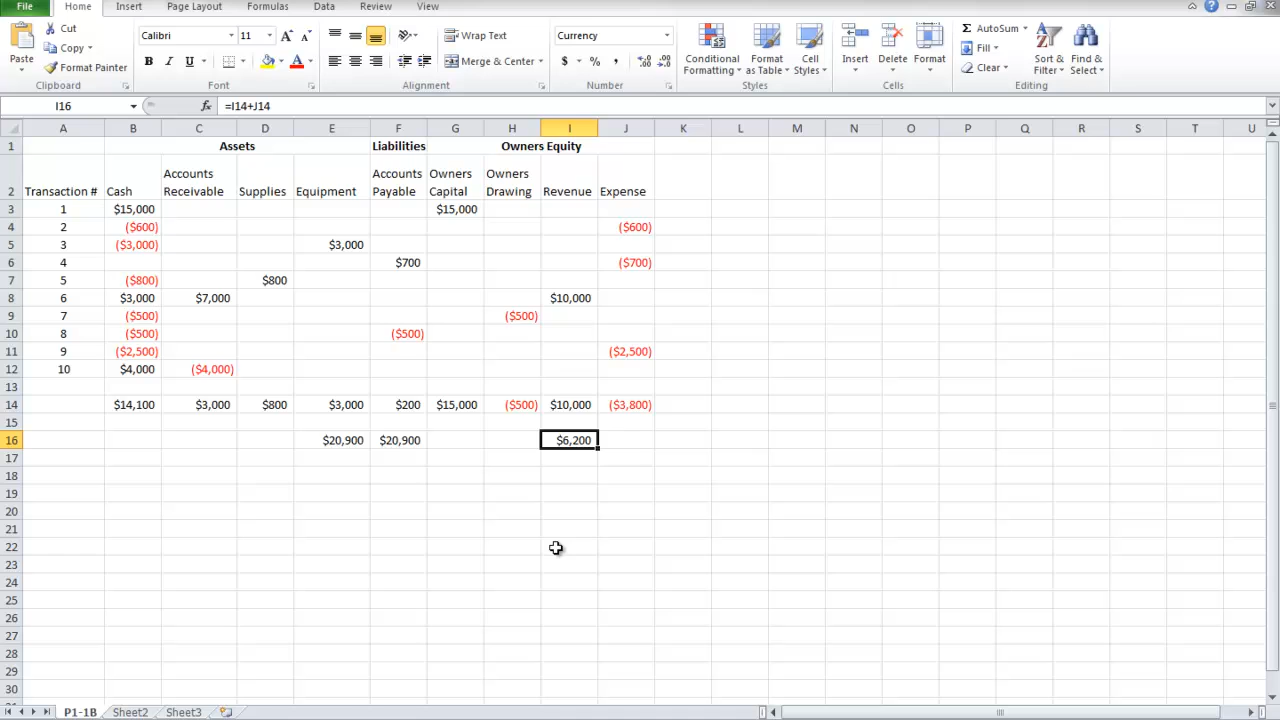 File Home Insert Page Layout Formulas Data Review View
Paste Cut Copy Format Painter Clipboard
Calibri 11 A A B I U A Font
Wrap Text Merge & Center Alignment
Currency $ % , .0 .00 .00 .0 Number
Conditional Formatting Format as Table Cell Styles Styles
Insert Delete Format Cells
Σ AutoSum Fill Clear Sort & Filter Find & Select Editing
I16 fx =I14+J14
A B C D E F G H I J K L M N O P Q R S T U
1 Assets Liabilities Owners Equity
2 Transaction # Cash Accounts Receivable Supplies Equipment Accounts Payable Owners Capital Owners Drawing Revenue Expense
3 1 $15,000 $15,000
4 2 ($600) ($600)
5 3 ($3,000) $3,000
6 4 $700 ($700)
7 5 ($800) $800
8 6 $3,000 $7,000 $10,000
9 7 ($500) ($500)
10 8 ($500) ($500)
11 9 ($2,500) ($2,500)
12 10 $4,000 ($4,000)
13
14 $14,100 $3,000 $800 $3,000 $200 $15,000 ($500) $10,000 ($3,800)
15
16 $20,900 $20,900 $6,200
17
18
19
20
21
22
23
24
25
26
27
28
29
30
P1-1B Sheet2 Sheet3